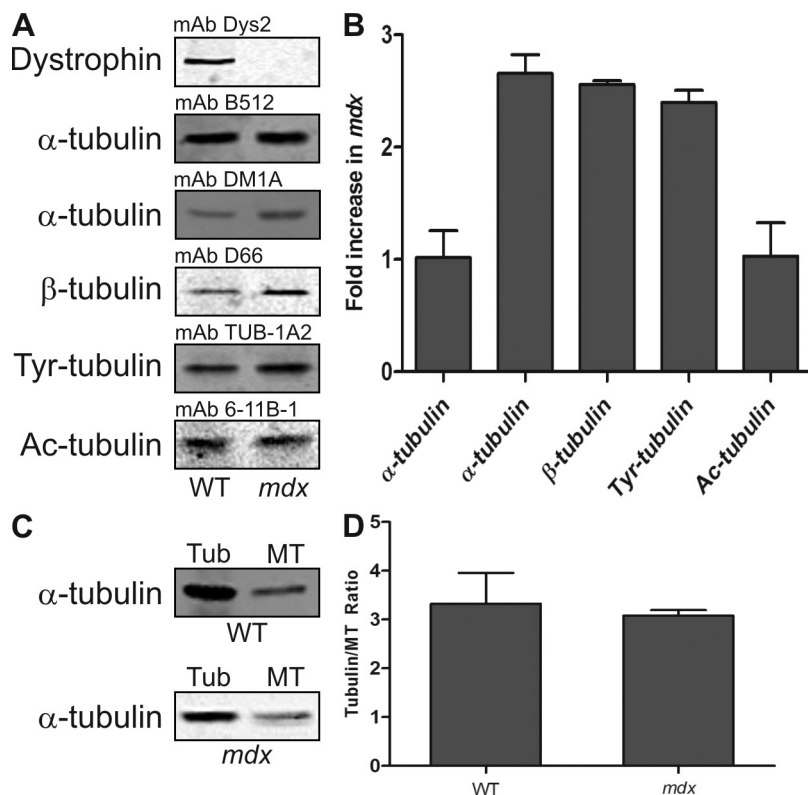 A
mAb Dys2
Dystrophin
mAb B512
α-tubulin
mAb DM1A
α-tubulin
mAb D66
β-tubulin
mAb TUB-1A2
Tyr-tubulin
mAb 6-11B-1
Ac-tubulin
WT mdx
B
Fold increase in mdx
3
2
1
0
α-tubulin
α-tubulin
β-tubulin
Tyr-tubulin
Ac-tubulin
C
Tub MT
α-tubulin
WT
Tub MT
α-tubulin
mdx
D
Tubulin/MT Ratio
5
4
3
2
1
0
WT mdx